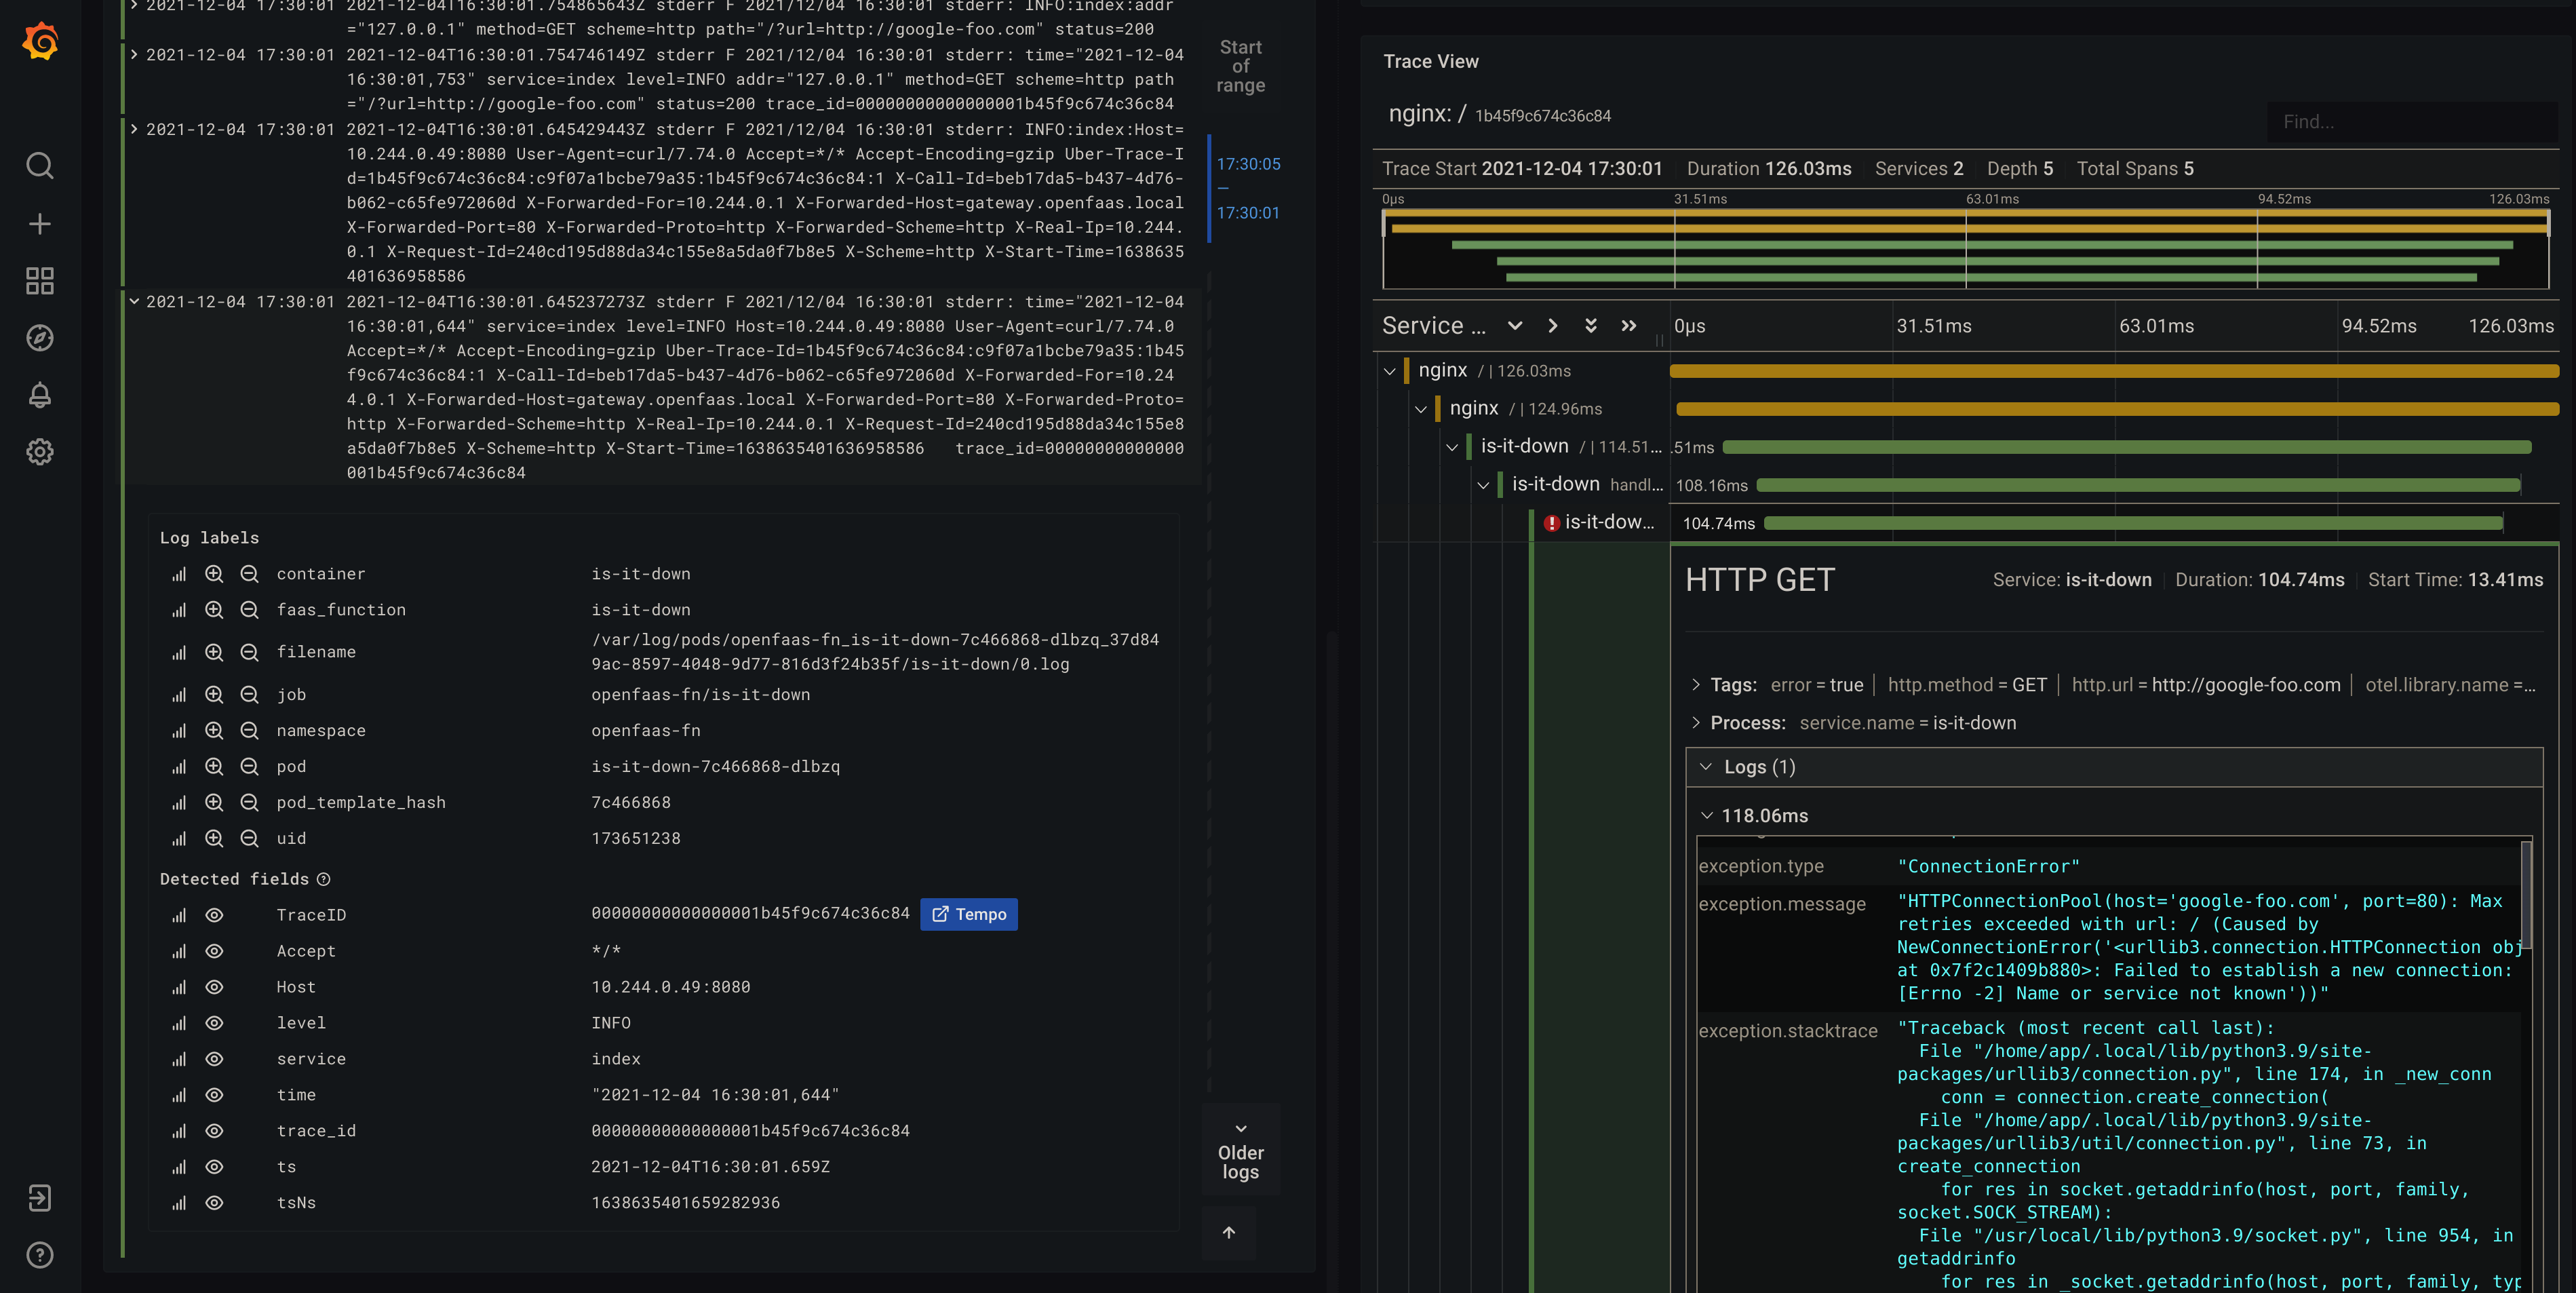 2021-12-04 17:30:01 2021-12-04T16:30:01.754865643Z stderr F 2021/12/04 16:30:01 stderr: INFO:index:addr
="127.0.0.1" method=GET scheme=http path="/?url=http://google-foo.com" status=200
2021-12-04 17:30:01 2021-12-04T16:30:01.754746149Z stderr F 2021/12/04 16:30:01 stderr: time="2021-12-04
16:30:01,753" service=index level=INFO addr="127.0.0.1" method=GET scheme=http path
="/?url=http://google-foo.com" status=200 trace_id=00000000000000001b45f9c674c36c84
2021-12-04 17:30:01 2021-12-04T16:30:01.645429443Z stderr F 2021/12/04 16:30:01 stderr: INFO:index:Host=
10.244.0.49:8080 User-Agent=curl/7.74.0 Accept=*/* Accept-Encoding=gzip Uber-Trace-I
d=1b45f9c674c36c84:c9f07a1bcbe79a35:1b45f9c674c36c84:1 X-Call-Id=beb17da5-b437-4d76-
b062-c65fe972060d X-Forwarded-For=10.244.0.1 X-Forwarded-Host=gateway.openfaas.local
X-Forwarded-Port=80 X-Forwarded-Proto=http X-Forwarded-Scheme=http X-Real-Ip=10.244.
0.1 X-Request-Id=240cd195d88da34c155e8a5da0f7b8e5 X-Scheme=http X-Start-Time=1638635
401636958586
2021-12-04 17:30:01 2021-12-04T16:30:01.645237273Z stderr F 2021/12/04 16:30:01 stderr: time="2021-12-04
16:30:01,644" service=index level=INFO Host=10.244.0.49:8080 User-Agent=curl/7.74.0
Accept=*/* Accept-Encoding=gzip Uber-Trace-Id=1b45f9c674c36c84:c9f07a1bcbe79a35:1b45
f9c674c36c84:1 X-Call-Id=beb17da5-b437-4d76-b062-c65fe972060d X-Forwarded-For=10.24
4.0.1 X-Forwarded-Host=gateway.openfaas.local X-Forwarded-Port=80 X-Forwarded-Proto=
http X-Forwarded-Scheme=http X-Real-Ip=10.244.0.1 X-Request-Id=240cd195d88da34c155e8
a5da0f7b8e5 X-Scheme=http X-Start-Time=1638635401636958586 trace_id=00000000000000
001b45f9c674c36c84
Log labels
container is-it-down
faas_function is-it-down
filename /var/log/pods/openfaas-fn_is-it-down-7c466868-dlbzq_37d84
9ac-8597-4048-9d77-816d3f24b35f/is-it-down/0.log
job openfaas-fn/is-it-down
namespace openfaas-fn
pod is-it-down-7c466868-dlbzq
pod_template_hash 7c466868
uid 173651238
Detected fields
TraceID 00000000000000001b45f9c674c36c84 Tempo
Accept */*
Host 10.244.0.49:8080
level INFO
service index
time "2021-12-04 16:30:01,644"
trace_id 00000000000000001b45f9c674c36c84
ts 2021-12-04T16:30:01.659Z
tsNs 1638635401659282936
Start
of
range
17:30:05
—
17:30:01
Older
logs
Trace View
nginx: / 1b45f9c674c36c84
Find...
Trace Start 2021-12-04 17:30:01 Duration 126.03ms Services 2 Depth 5 Total Spans 5
0μs 31.51ms 63.01ms 94.52ms 126.03ms
Service ... 0μs 31.51ms 63.01ms 94.52ms 126.03ms
nginx / | 126.03ms
nginx / | 124.96ms
is-it-down / | 114.51... .51ms
is-it-down handl... 108.16ms
is-it-dow... 104.74ms
HTTP GET Service: is-it-down Duration: 104.74ms Start Time: 13.41ms
Tags: error = true | http.method = GET | http.url = http://google-foo.com | otel.library.name =...
Process: service.name = is-it-down
Logs (1)
118.06ms
exception.type "ConnectionError"
exception.message "HTTPConnectionPool(host='google-foo.com', port=80): Max
retries exceeded with url: / (Caused by
NewConnectionError('<urllib3.connection.HTTPConnection obj
at 0x7f2c1409b880>: Failed to establish a new connection:
[Errno -2] Name or service not known'))"
exception.stacktrace "Traceback (most recent call last):
File "/home/app/.local/lib/python3.9/site-
packages/urllib3/connection.py", line 174, in _new_conn
conn = connection.create_connection(
File "/home/app/.local/lib/python3.9/site-
packages/urllib3/util/connection.py", line 73, in
create_connection
for res in socket.getaddrinfo(host, port, family,
socket.SOCK_STREAM):
File "/usr/local/lib/python3.9/socket.py", line 954, in
getaddrinfo
for res in _socket.getaddrinfo(host, port, family, typ